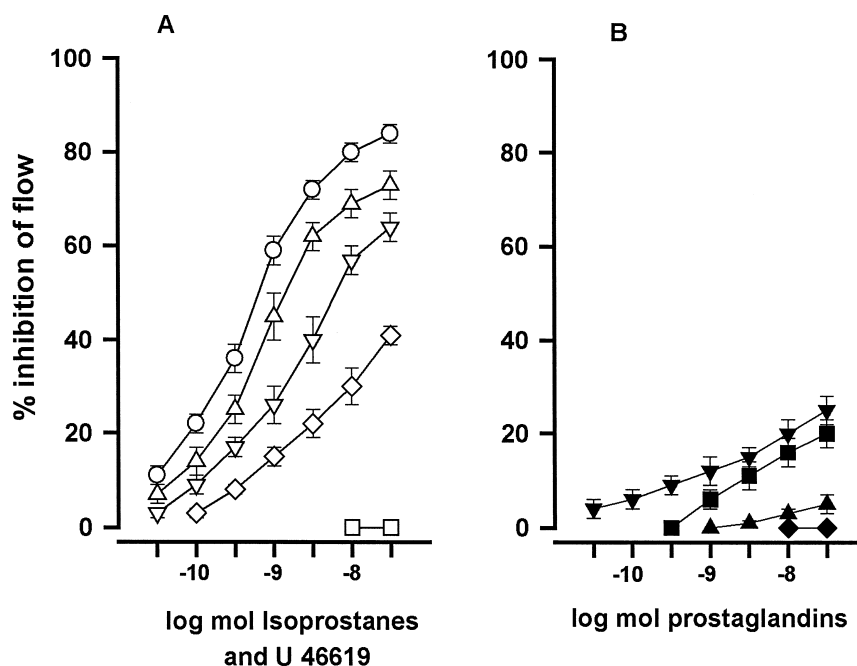 A
100
80
60
40
20
0
% inhibition of flow
-10 -9 -8
log mol Isoprostanes
and U 46619
B
100
80
60
40
20
0
-10 -9 -8
log mol prostaglandins